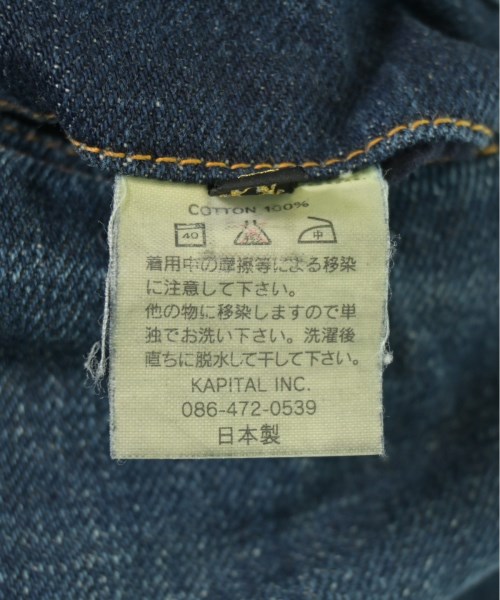 COTTON 100%
40 中
着用中の摩擦等による移染
に注意して下さい。
他の物に移染しますので単
独でお洗い下さい。洗濯後
直ちに脱水して干して下さい。
KAPITAL INC.
086-472-0539
日本製